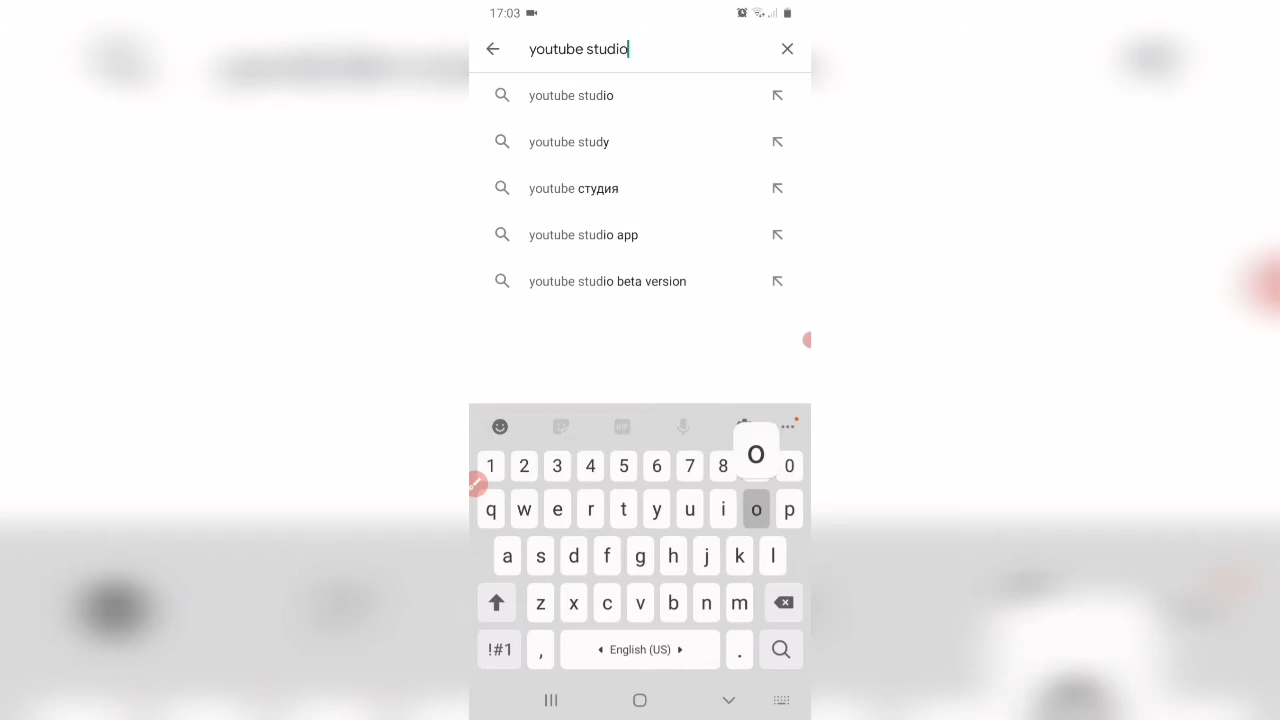 17:03
youtube studio
youtube studio
youtube study
youtube студия
youtube studio app
youtube studio beta version
GIF
o
1 2 3 4 5 6 7 8 0
q w e r t y u i o p
a s d f g h j k l
z x c v b n m
!#1 , English (US) .